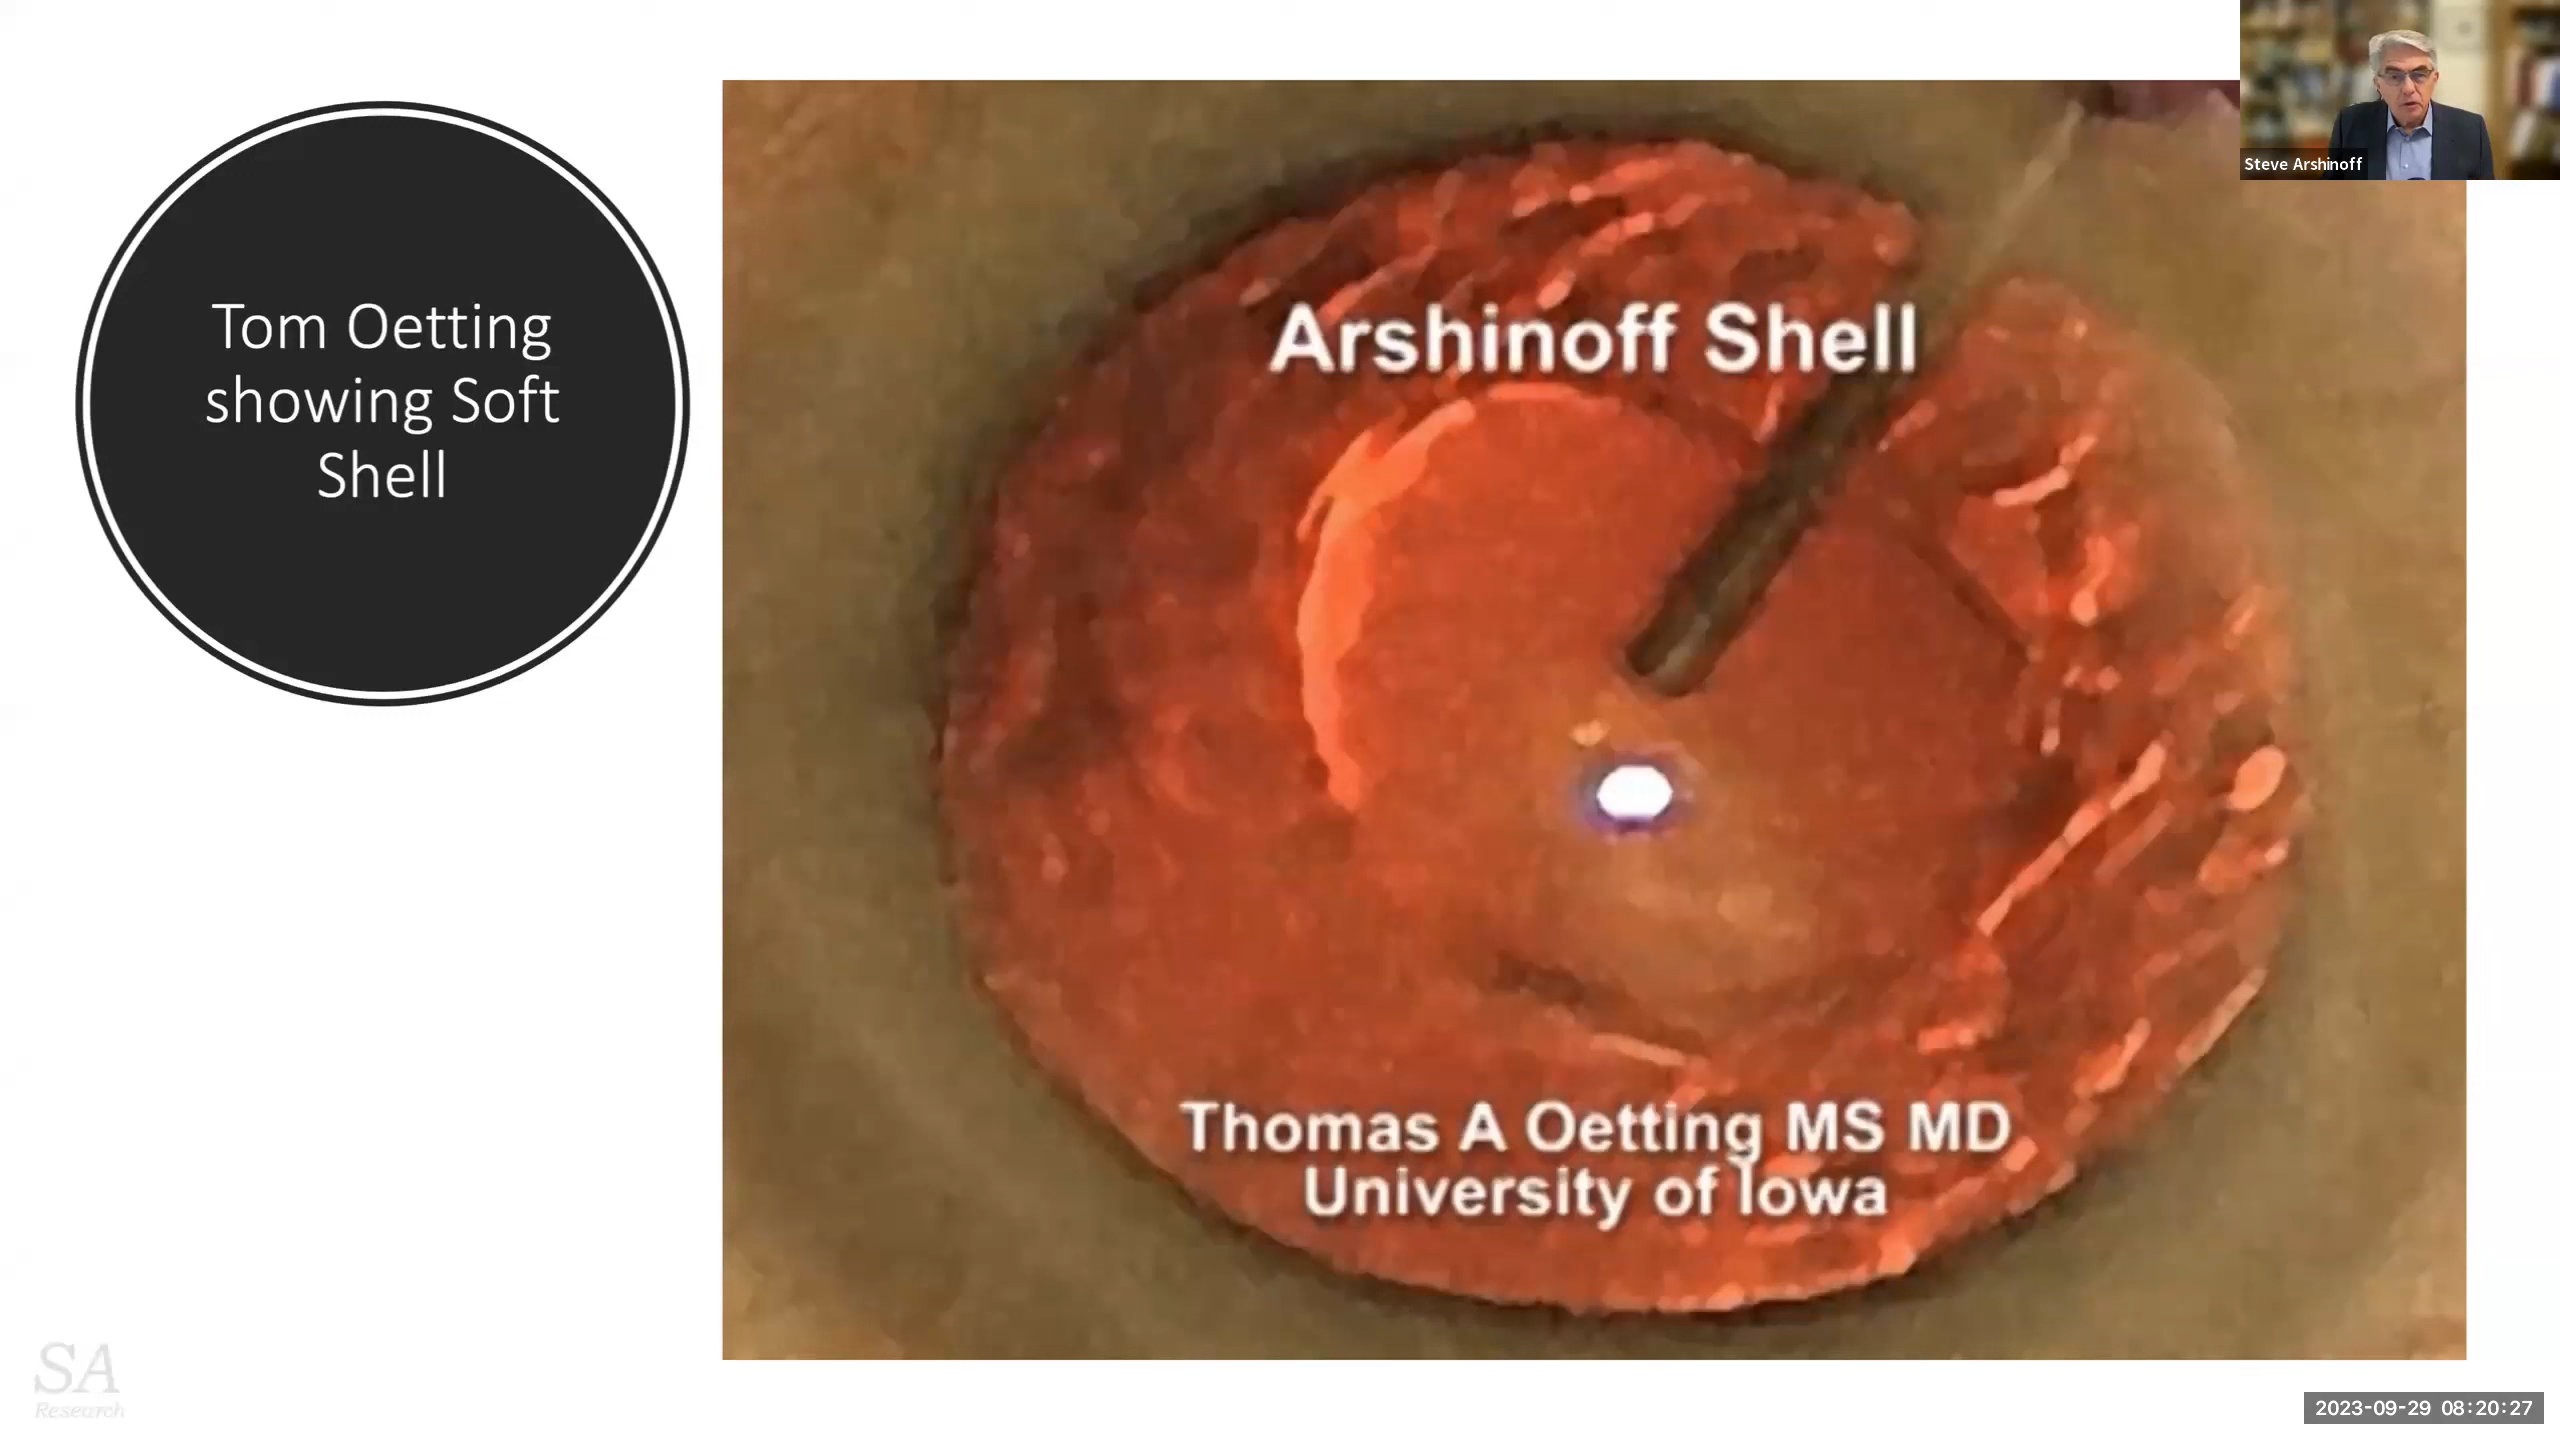 Tom Oetting
showing Soft
Shell
Arshinoff Shell
Thomas A Oetting MS MD
University of Iowa
Steve Arshinoff
SA
Research
2023-09-29 08:20:27